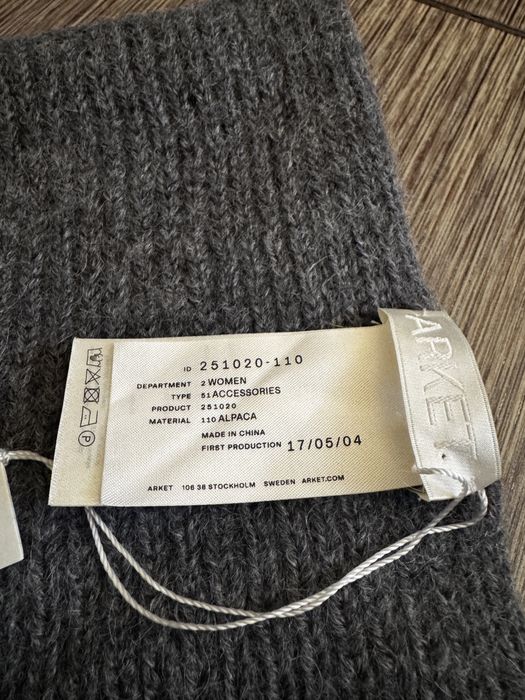 ID 251020-110
DEPARTMENT 2 WOMEN
TYPE 51 ACCESSORIES
PRODUCT 251020
MATERIAL 110 ALPACA
MADE IN CHINA
FIRST PRODUCTION 17/05/04
ARKET 106 38 STOCKHOLM SWEDEN ARKET.COM
ARKET
P